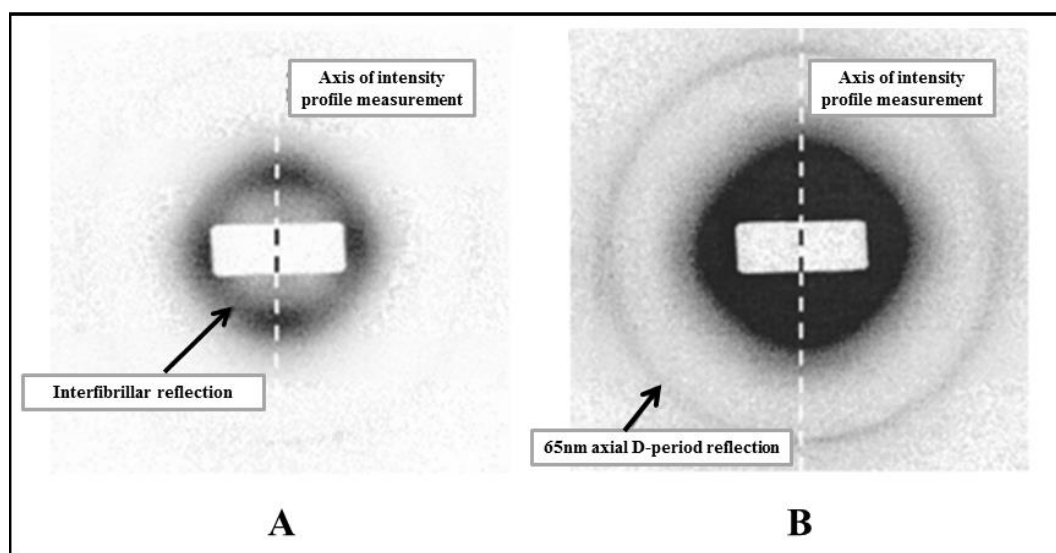 Axis of intensity
profile measurement
Interfibrillar reflection
A
Axis of intensity
profile measurement
65nm axial D-period reflection
B